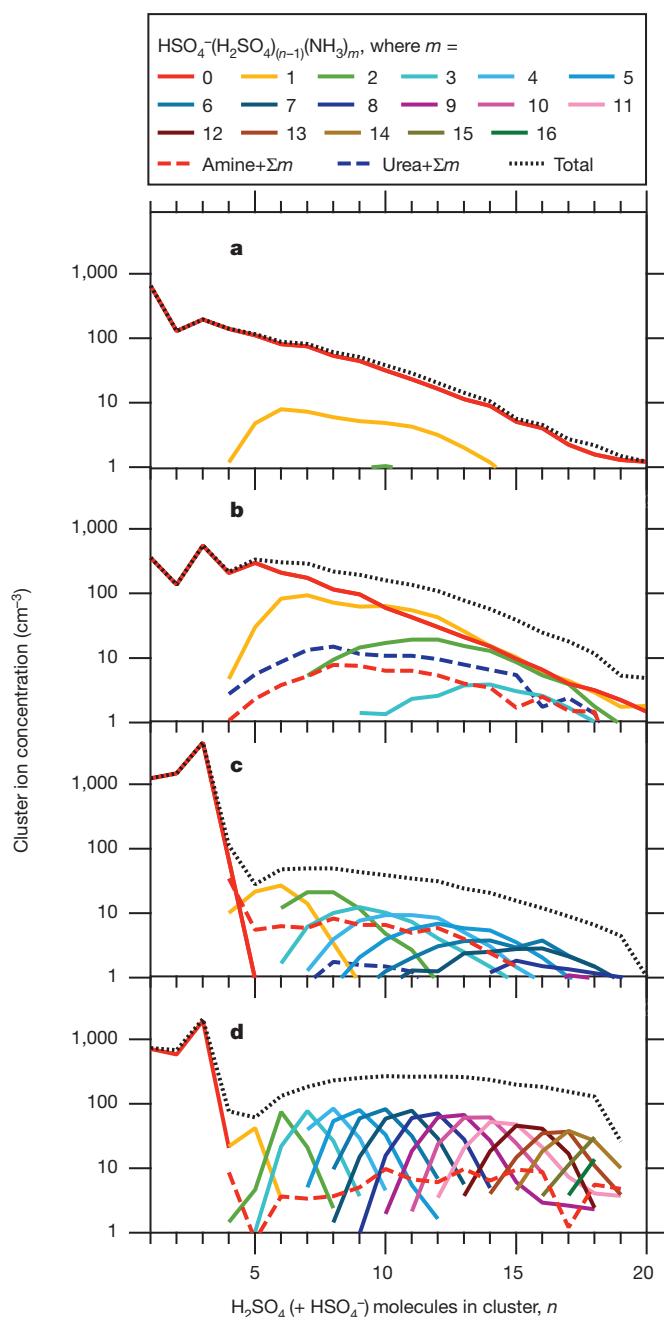 HSO₄⁻(H₂SO₄)₍ₙ₋₁₎(NH₃)ₘ, where m =
0 1 2 3 4 5
6 7 8 9 10 11
12 13 14 15 16
Amine+Σm Urea+Σm Total
a
1,000
100
10
1
b
1,000
100
10
1
c
1,000
100
10
1
d
1,000
100
10
1
5 10 15 20
Cluster ion concentration (cm⁻³)
H₂SO₄ (+ HSO₄⁻) molecules in cluster, n